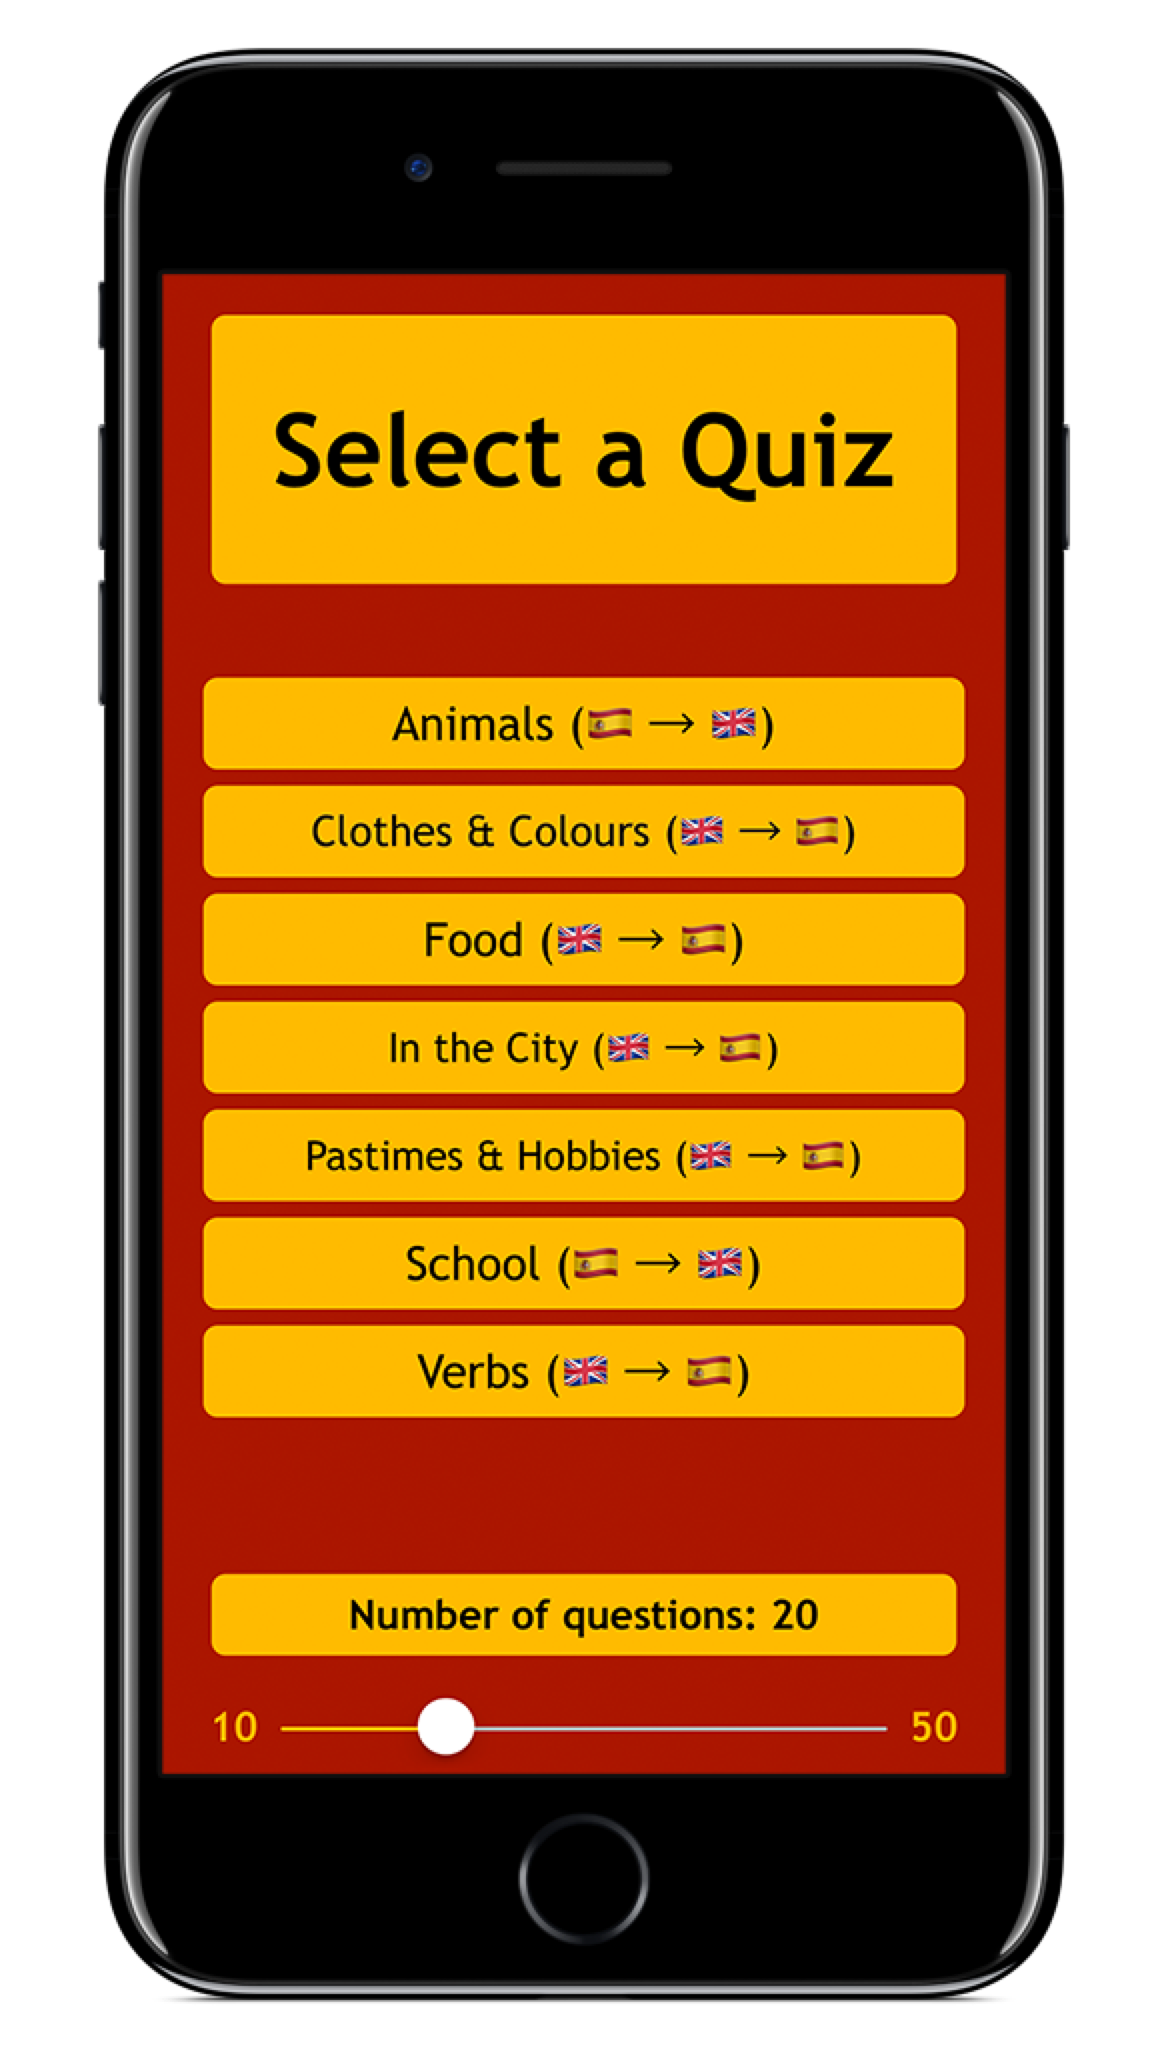 Select a Quiz
Animals (🇪🇸 → 🇬🇧)
Clothes & Colours (🇬🇧 → 🇪🇸)
Food (🇬🇧 → 🇪🇸)
In the City (🇬🇧 → 🇪🇸)
Pastimes & Hobbies (🇬🇧 → 🇪🇸)
School (🇪🇸 → 🇬🇧)
Verbs (🇬🇧 → 🇪🇸)
Number of questions: 20
10 50